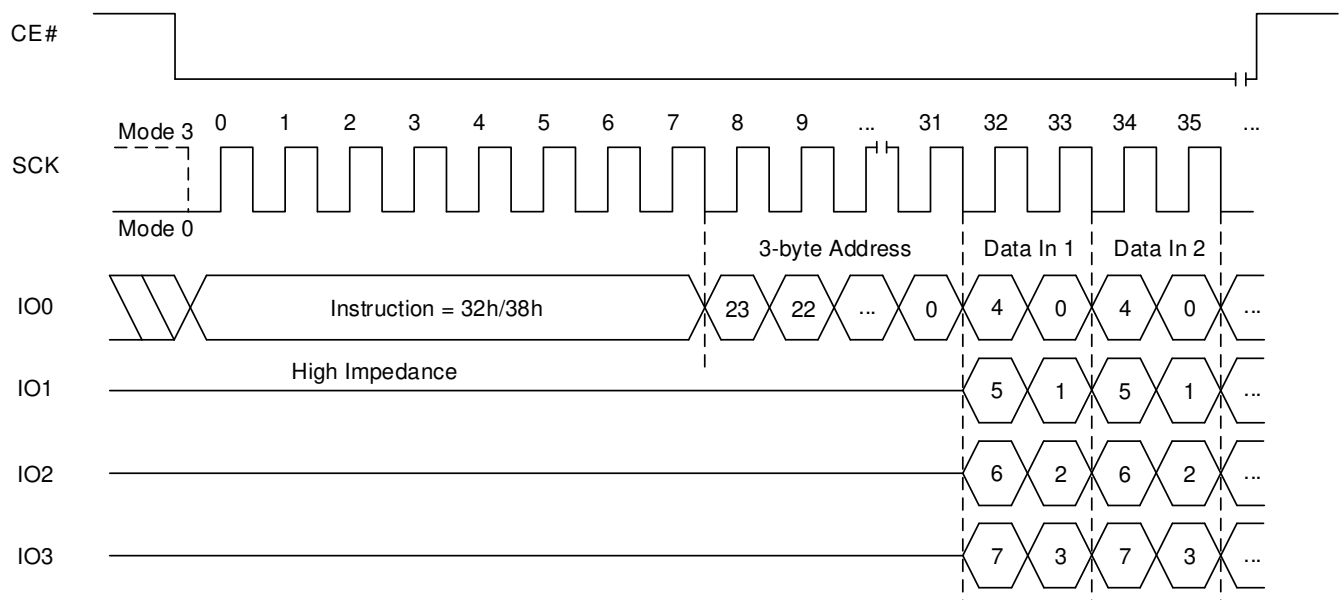 CE#
Mode 3 0 1 2 3 4 5 6 7 8 9 ... 31 32 33 34 35 ...
SCK
Mode 0
3-byte Address Data In 1 Data In 2
IO0 Instruction = 32h/38h 23 22 ... 0 4 0 4 0 ...
High Impedance
IO1 5 1 5 1 ...
IO2 6 2 6 2 ...
IO3 7 3 7 3 ...